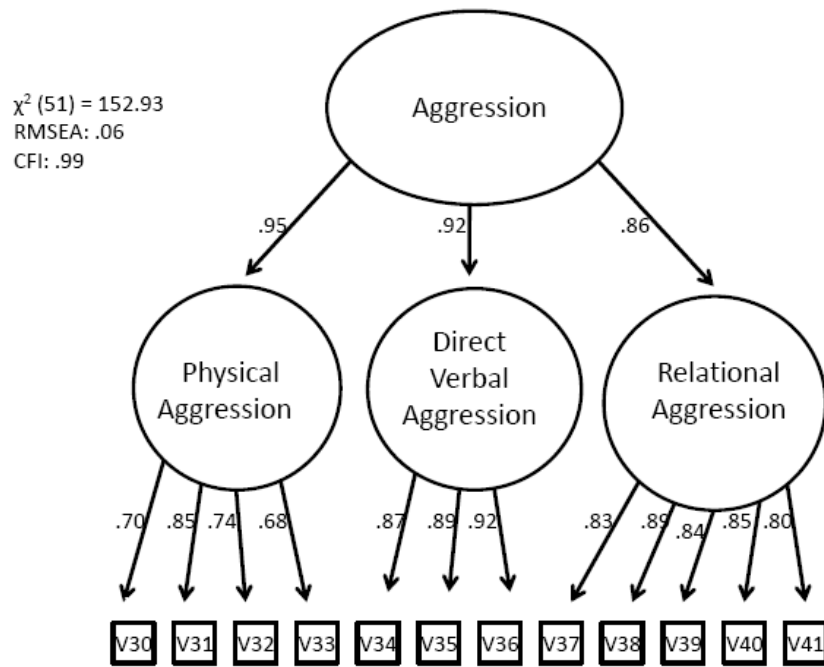 χ² (51) = 152.93
RMSEA: .06
CFI: .99
Aggression
.95
.92
.86
Physical
Aggression
Direct
Verbal
Aggression
Relational
Aggression
.70
.85
.74
.68
.87
.89
.92
.83
.89
.84
.85
.80
V30
V31
V32
V33
V34
V35
V36
V37
V38
V39
V40
V41